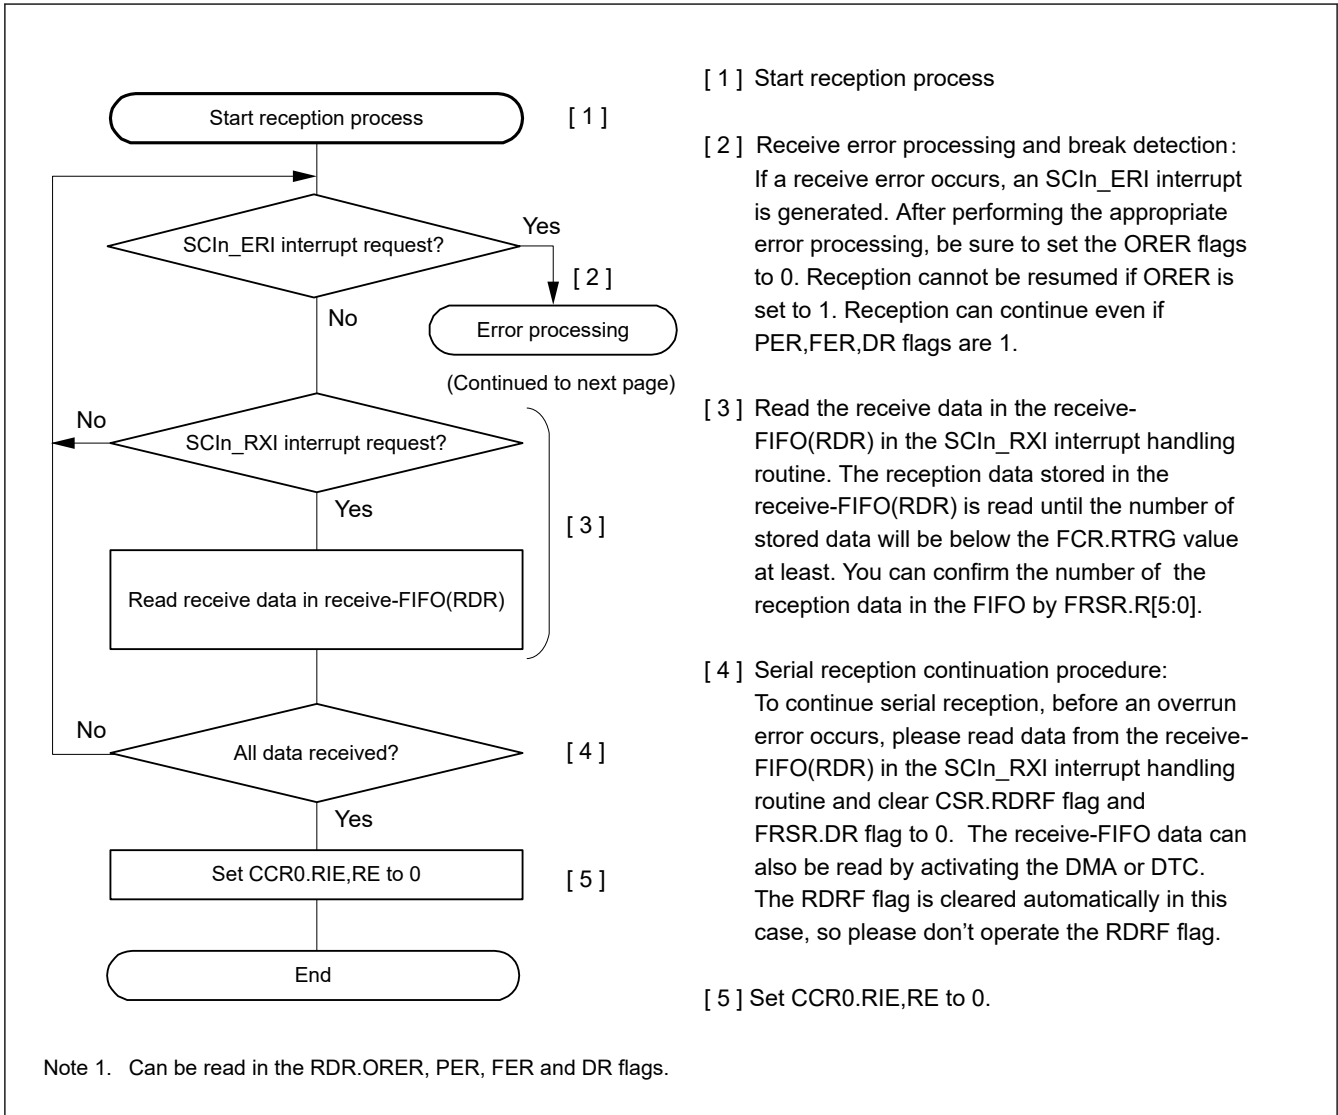 Start reception process
[ 1 ]
SCIn_ERI interrupt request?
Yes
[ 2 ]
No
Error processing
(Continued to next page)
No
SCIn_RXI interrupt request?
Yes
[ 3 ]
Read receive data in receive-FIFO(RDR)
No
All data received?
[ 4 ]
Yes
Set CCR0.RIE,RE to 0
[ 5 ]
End
[ 1 ] Start reception process
[ 2 ] Receive error processing and break detection:
If a receive error occurs, an SCIn_ERI interrupt
is generated. After performing the appropriate
error processing, be sure to set the ORER flags
to 0. Reception cannot be resumed if ORER is
set to 1. Reception can continue even if
PER,FER,DR flags are 1.
[ 3 ] Read the receive data in the receive-
FIFO(RDR) in the SCIn_RXI interrupt handling
routine. The reception data stored in the
receive-FIFO(RDR) is read until the number of
stored data will be below the FCR.RTRG value
at least. You can confirm the number of the
reception data in the FIFO by FRSR.R[5:0].
[ 4 ] Serial reception continuation procedure:
To continue serial reception, before an overrun
error occurs, please read data from the receive-
FIFO(RDR) in the SCIn_RXI interrupt handling
routine and clear CSR.RDRF flag and
FRSR.DR flag to 0. The receive-FIFO data can
also be read by activating the DMA or DTC.
The RDRF flag is cleared automatically in this
case, so please don't operate the RDRF flag.
[ 5 ] Set CCR0.RIE,RE to 0.
Note 1. Can be read in the RDR.ORER, PER, FER and DR flags.